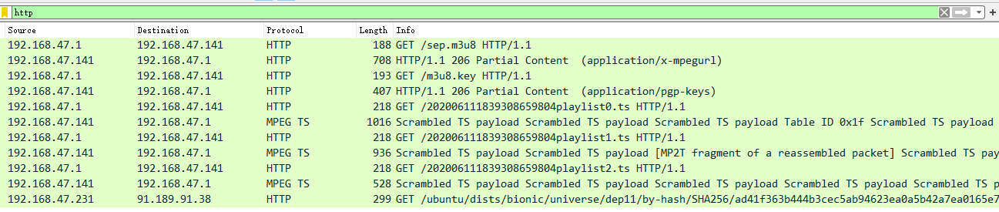 http
Source Destination Protocol Length Info
192.168.47.1 192.168.47.141 HTTP 188 GET /sep.m3u8 HTTP/1.1
192.168.47.141 192.168.47.1 HTTP 708 HTTP/1.1 206 Partial Content (application/x-mpegurl)
192.168.47.1 192.168.47.141 HTTP 193 GET /m3u8.key HTTP/1.1
192.168.47.141 192.168.47.1 HTTP 407 HTTP/1.1 206 Partial Content (application/pgp-keys)
192.168.47.1 192.168.47.141 HTTP 218 GET /202006111839308659804playlist0.ts HTTP/1.1
192.168.47.141 192.168.47.1 MPEG TS 1016 Scrambled TS payload Scrambled TS payload Scrambled TS payload Table ID 0x1f Scrambled TS payload
192.168.47.1 192.168.47.141 HTTP 218 GET /202006111839308659804playlist1.ts HTTP/1.1
192.168.47.141 192.168.47.1 MPEG TS 936 Scrambled TS payload Scrambled TS payload [MP2T fragment of a reassembled packet] Scrambled TS pay
192.168.47.1 192.168.47.141 HTTP 218 GET /202006111839308659804playlist2.ts HTTP/1.1
192.168.47.141 192.168.47.1 MPEG TS 528 Scrambled TS payload Scrambled TS payload Scrambled TS payload Scrambled TS payload Scrambled TS p
192.168.47.231 91.189.91.38 HTTP 299 GET /ubuntu/dists/bionic/universe/dep11/by-hash/SHA256/ad41f363b444b3cec5ab94623ea0a5b42a7ea0165e7